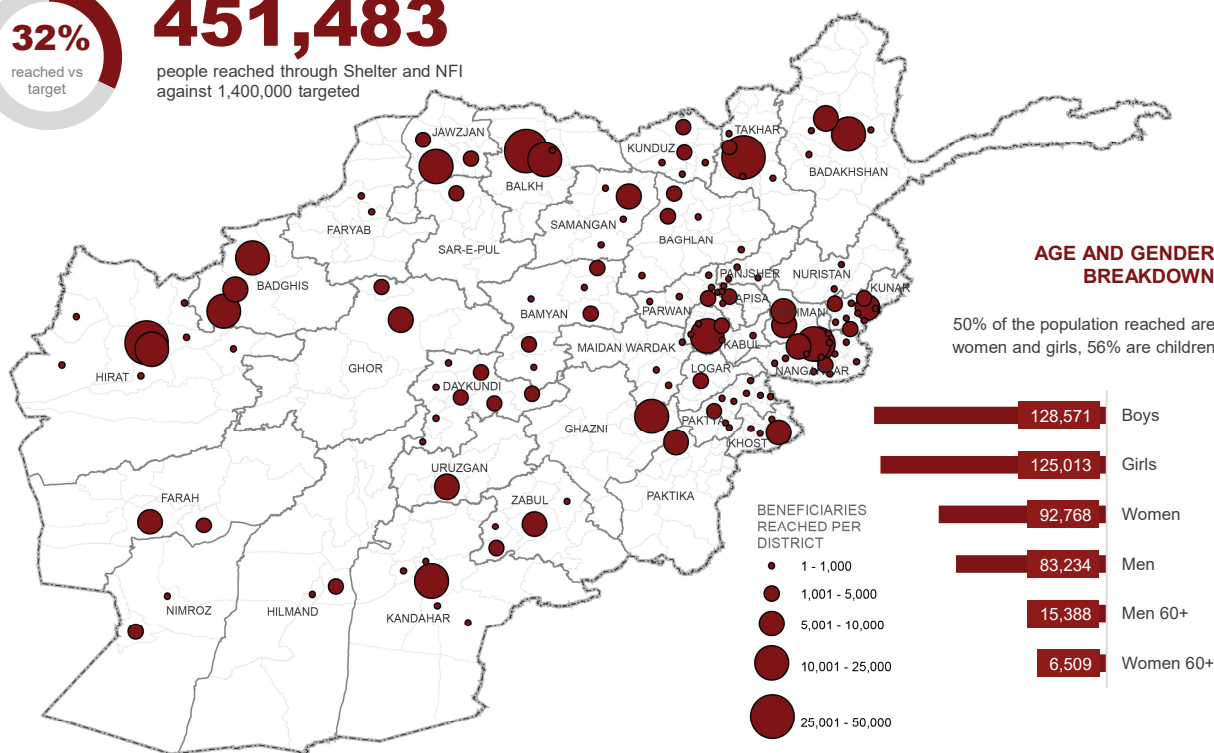 32%
reached vs
target
451,483
people reached through Shelter and NFI
against 1,400,000 targeted
JAWZJAN
BALKH
KUNDUZ
TAKHAR
BADAKHSHAN
FARYAB
SAR-E-PUL
SAMANGAN
BAGHLAN
BADGHIS
BAMYAN
PARWAN
PANJSHER
APISA
NURISTAN
KUNAR
HMAN
HIRAT
GHOR
MAIDAN WARDAK
KABUL
LOGAR
NANGA
AR
DAYKUNDI
GHAZNI
PAKTYA
KHOST
URUZGAN
ZABUL
PAKTIKA
FARAH
NIMROZ
HILMAND
KANDAHAR
AGE AND GENDER
BREAKDOWN
50% of the population reached are
women and girls, 56% are children
128,571 Boys
125,013 Girls
92,768 Women
83,234 Men
15,388 Men 60+
6,509 Women 60+
BENEFICIARIES
REACHED PER
DISTRICT
1 - 1,000
1,001 - 5,000
5,001 - 10,000
10,001 - 25,000
25,001 - 50,000